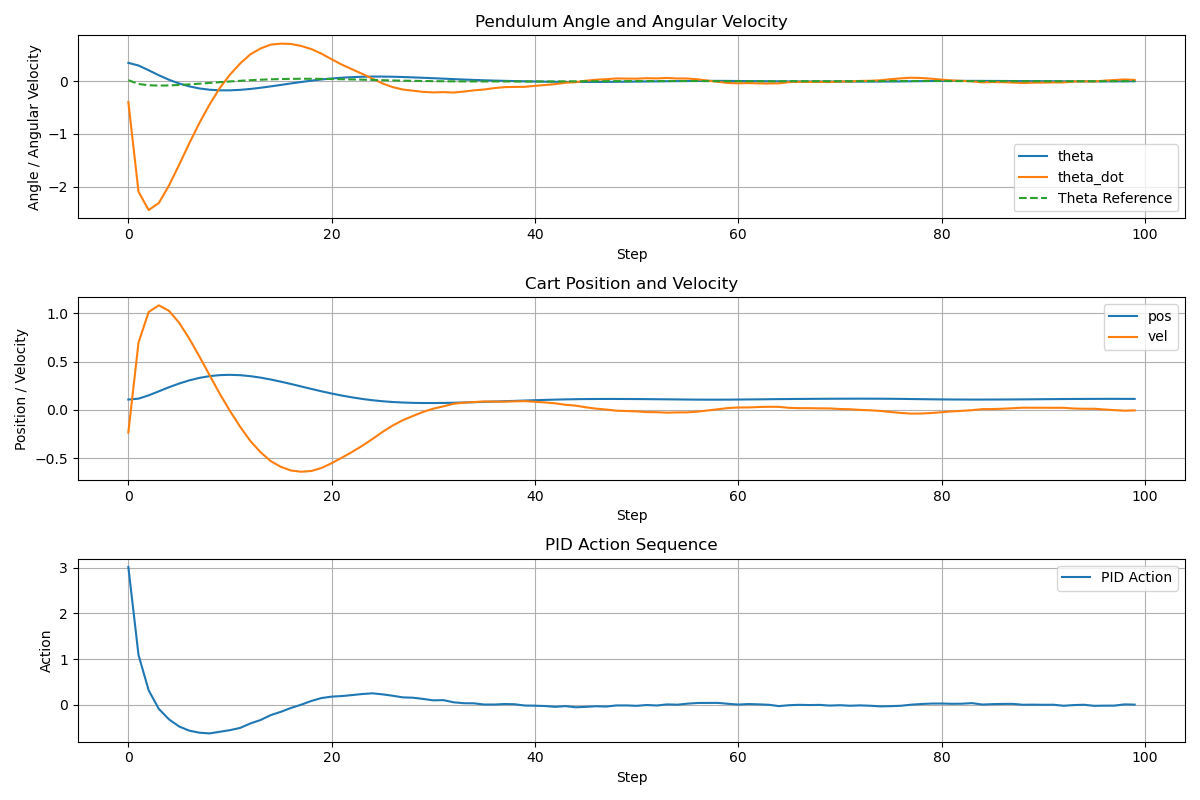 Pendulum Angle and Angular Velocity
Angle / Angular Velocity
0
−1
−2
theta
theta_dot
Theta Reference
0 20 40 60 80 100
Step
Cart Position and Velocity
Position / Velocity
1.0
0.5
0.0
−0.5
pos
vel
0 20 40 60 80 100
Step
PID Action Sequence
Action
3
2
1
0
PID Action
0 20 40 60 80 100
Step